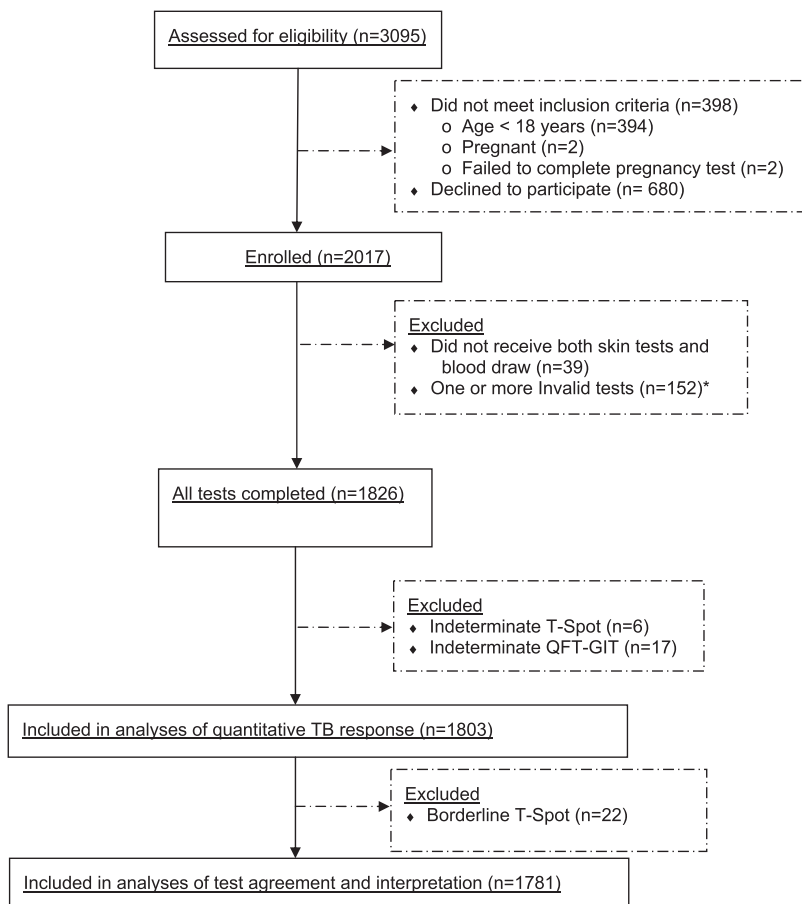 Assessed for eligibility (n=3095)
♦ Did not meet inclusion criteria (n=398)
o Age < 18 years (n=394)
o Pregnant (n=2)
o Failed to complete pregnancy test (n=2)
♦ Declined to participate (n= 680)
Enrolled (n=2017)
Excluded
♦ Did not receive both skin tests and
blood draw (n=39)
♦ One or more Invalid tests (n=152)*
All tests completed (n=1826)
Excluded
♦ Indeterminate T-Spot (n=6)
♦ Indeterminate QFT-GIT (n=17)
Included in analyses of quantitative TB response (n=1803)
Excluded
♦ Borderline T-Spot (n=22)
Included in analyses of test agreement and interpretation (n=1781)